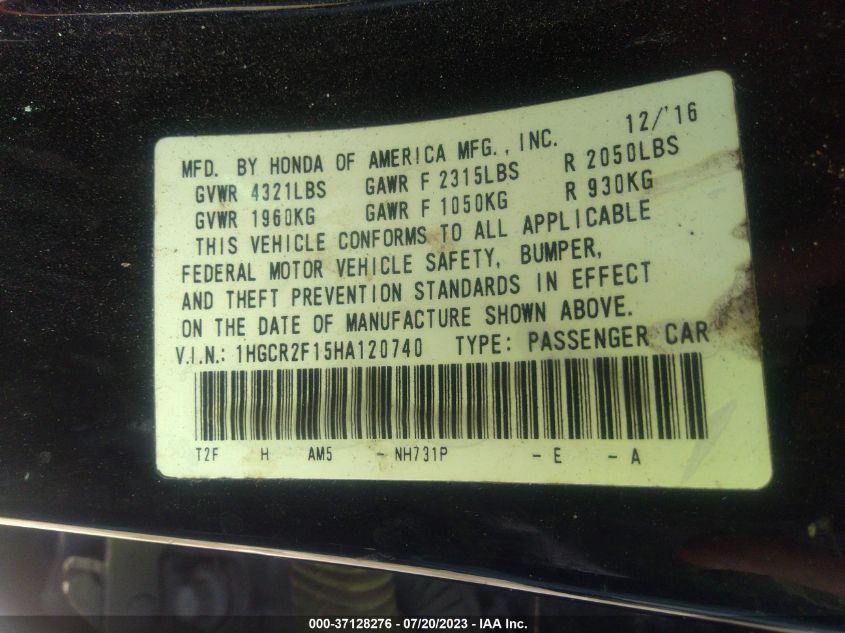 12/'16
MFD. BY HONDA OF AMERICA MFG., INC.
GVWR 4321LBS GAWR F 2315LBS R 2050LBS
GVWR 1960KG GAWR F 1050KG R 930KG
THIS VEHICLE CONFORMS TO ALL APPLICABLE
FEDERAL MOTOR VEHICLE SAFETY, BUMPER,
AND THEFT PREVENTION STANDARDS IN EFFECT
ON THE DATE OF MANUFACTURE SHOWN ABOVE.
V.I.N.: 1HGCR2F15HA120740 TYPE: PASSENGER CAR
T2F H AM5 - NH731P - E - A
000-37128276 - 07/20/2023 - IAA Inc.